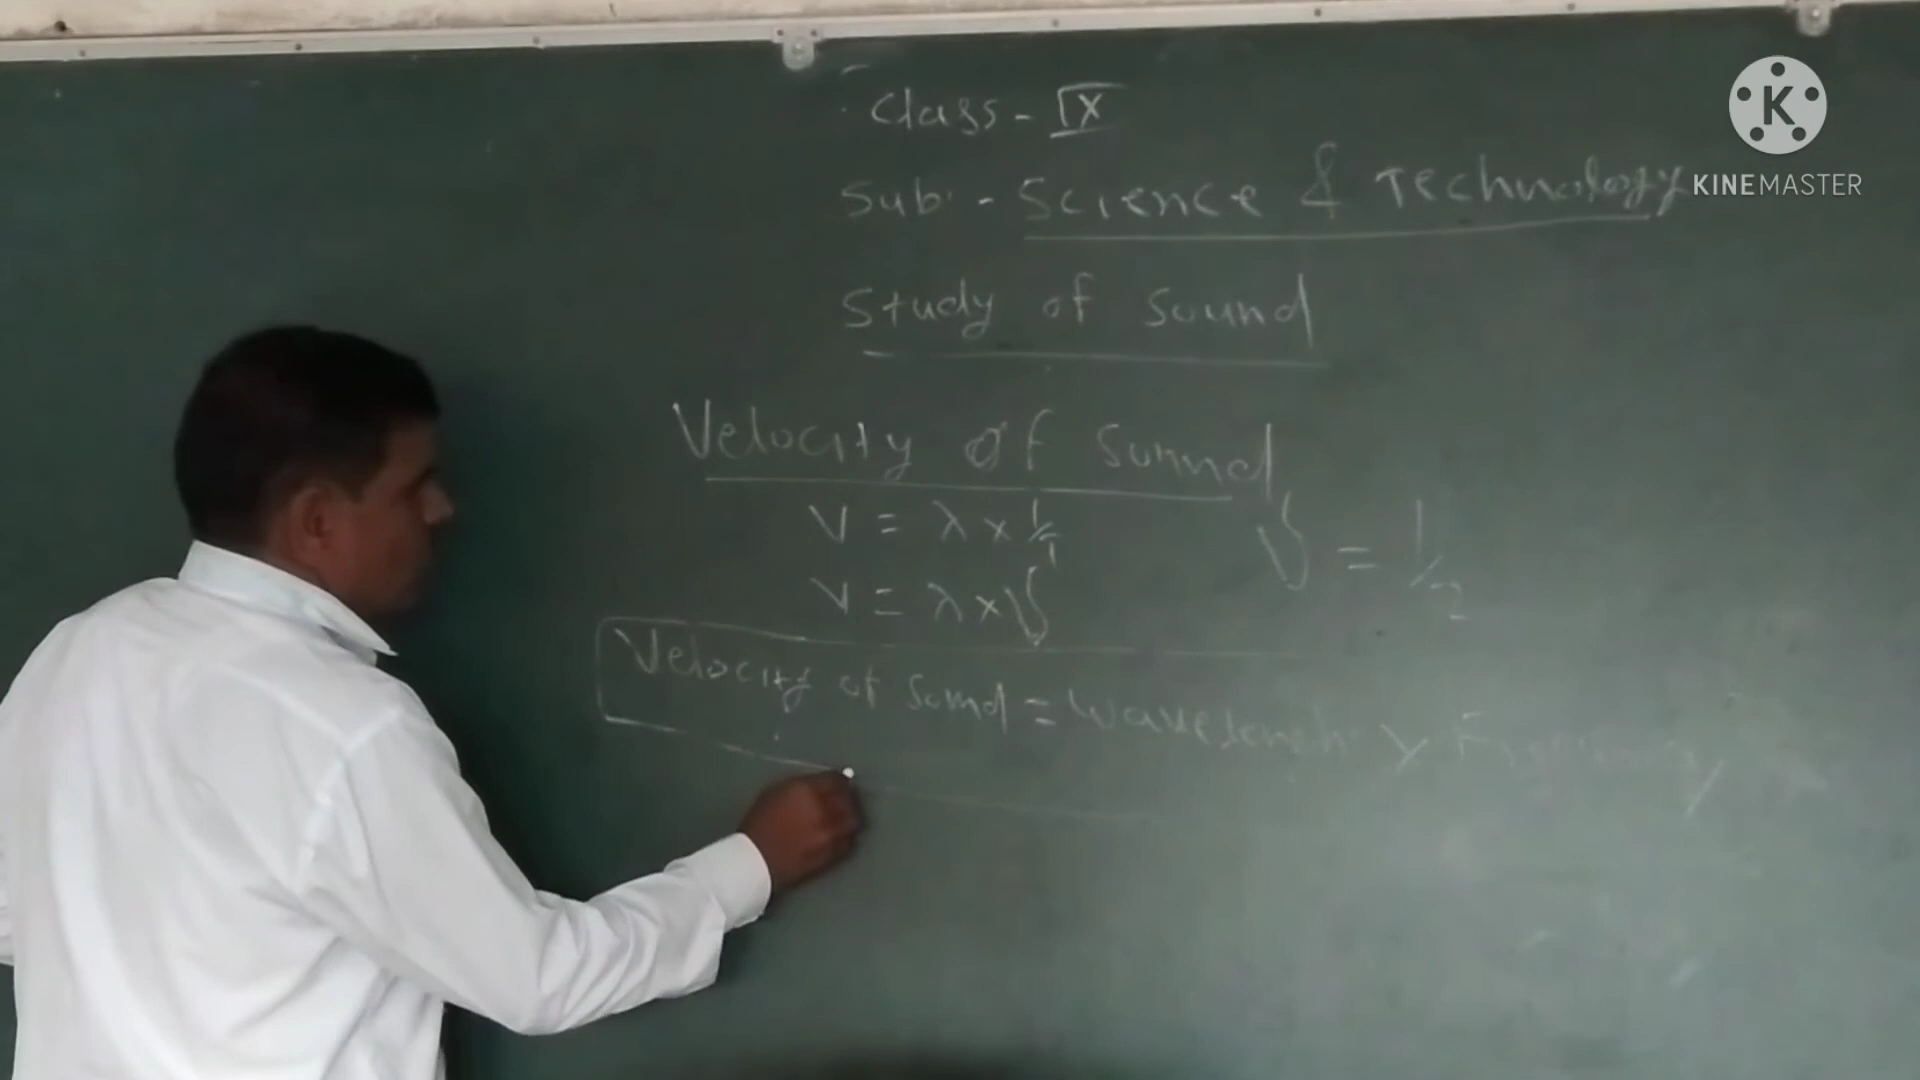 Class - IX
Sub. - Science & Technology
KINEMASTER
Study of Sound
Velocity of Sound
V = λ × 1/T
υ = 1/2
V = λ × υ
Velocity of Sound = Wavelength × Frequency